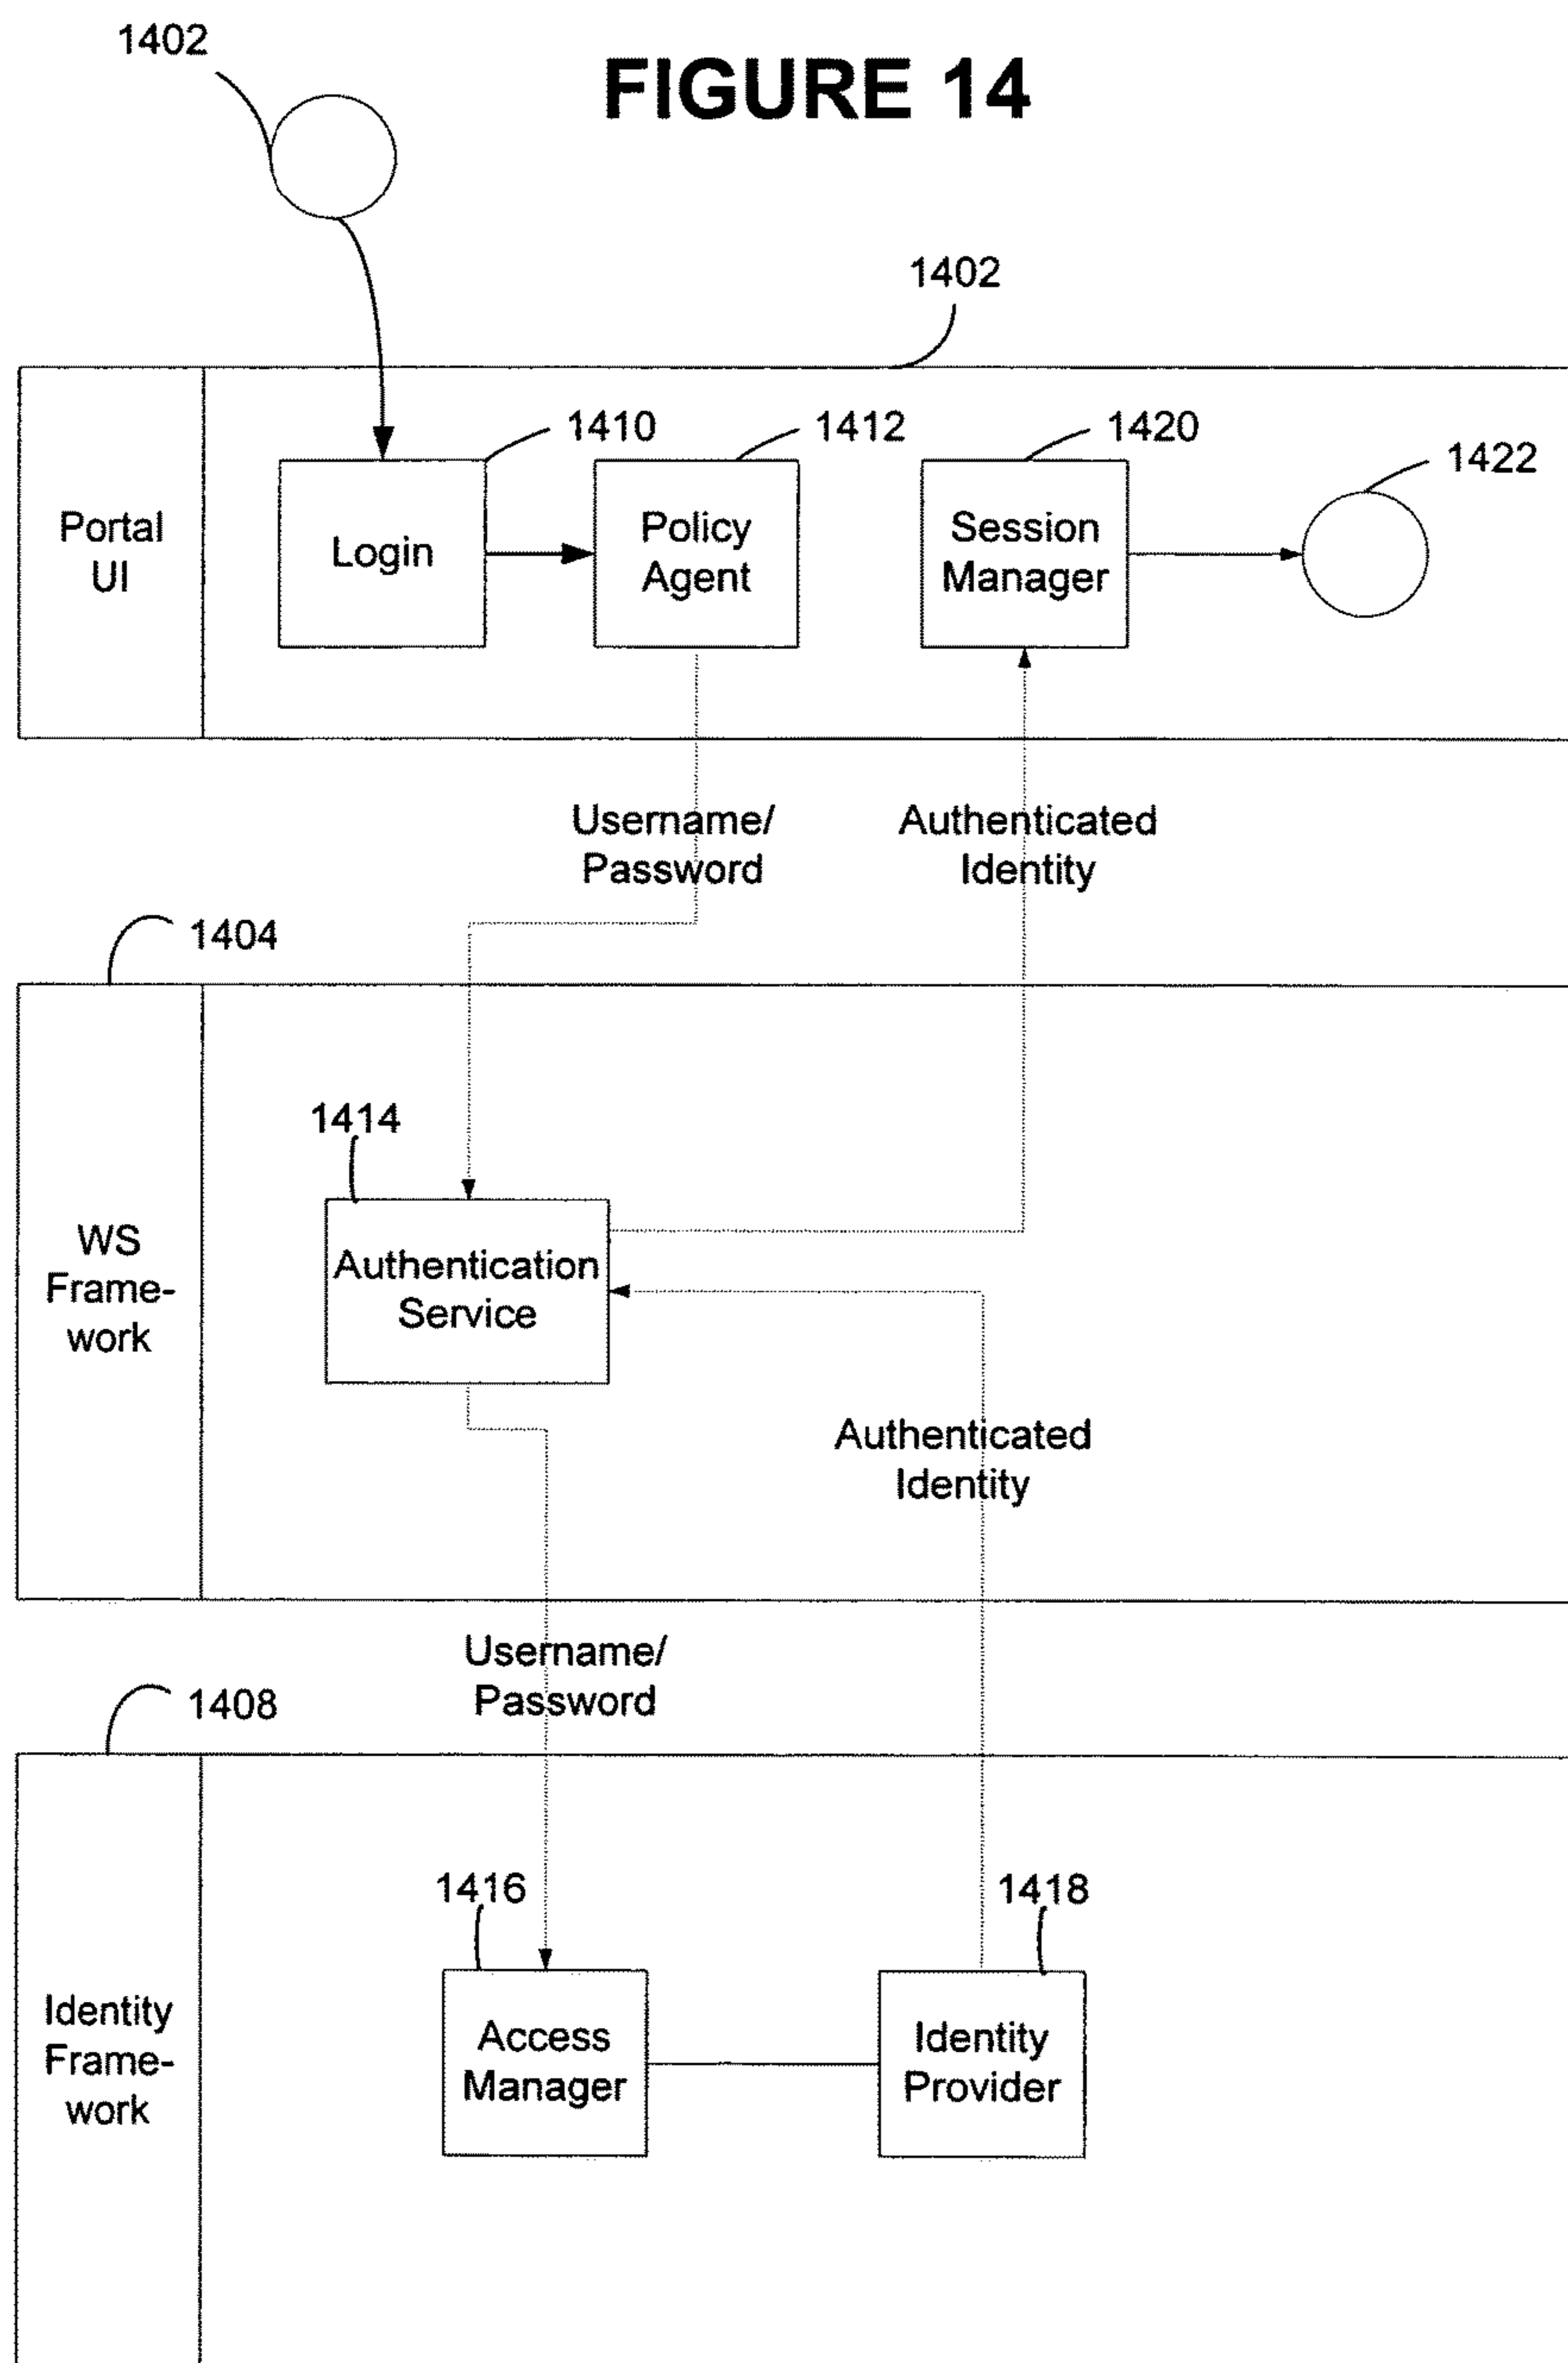 1402
FIGURE 14
1402
1410
1412
1420
1422
Portal
UI
Login
Policy
Agent
Session
Manager
Username/
Password
Authenticated
Identity
1404
1414
WS
Frame-
work
Authentication
Service
Authenticated
Identity
Username/
Password
1408
1416
1418
Identity
Frame-
work
Access
Manager
Identity
Provider